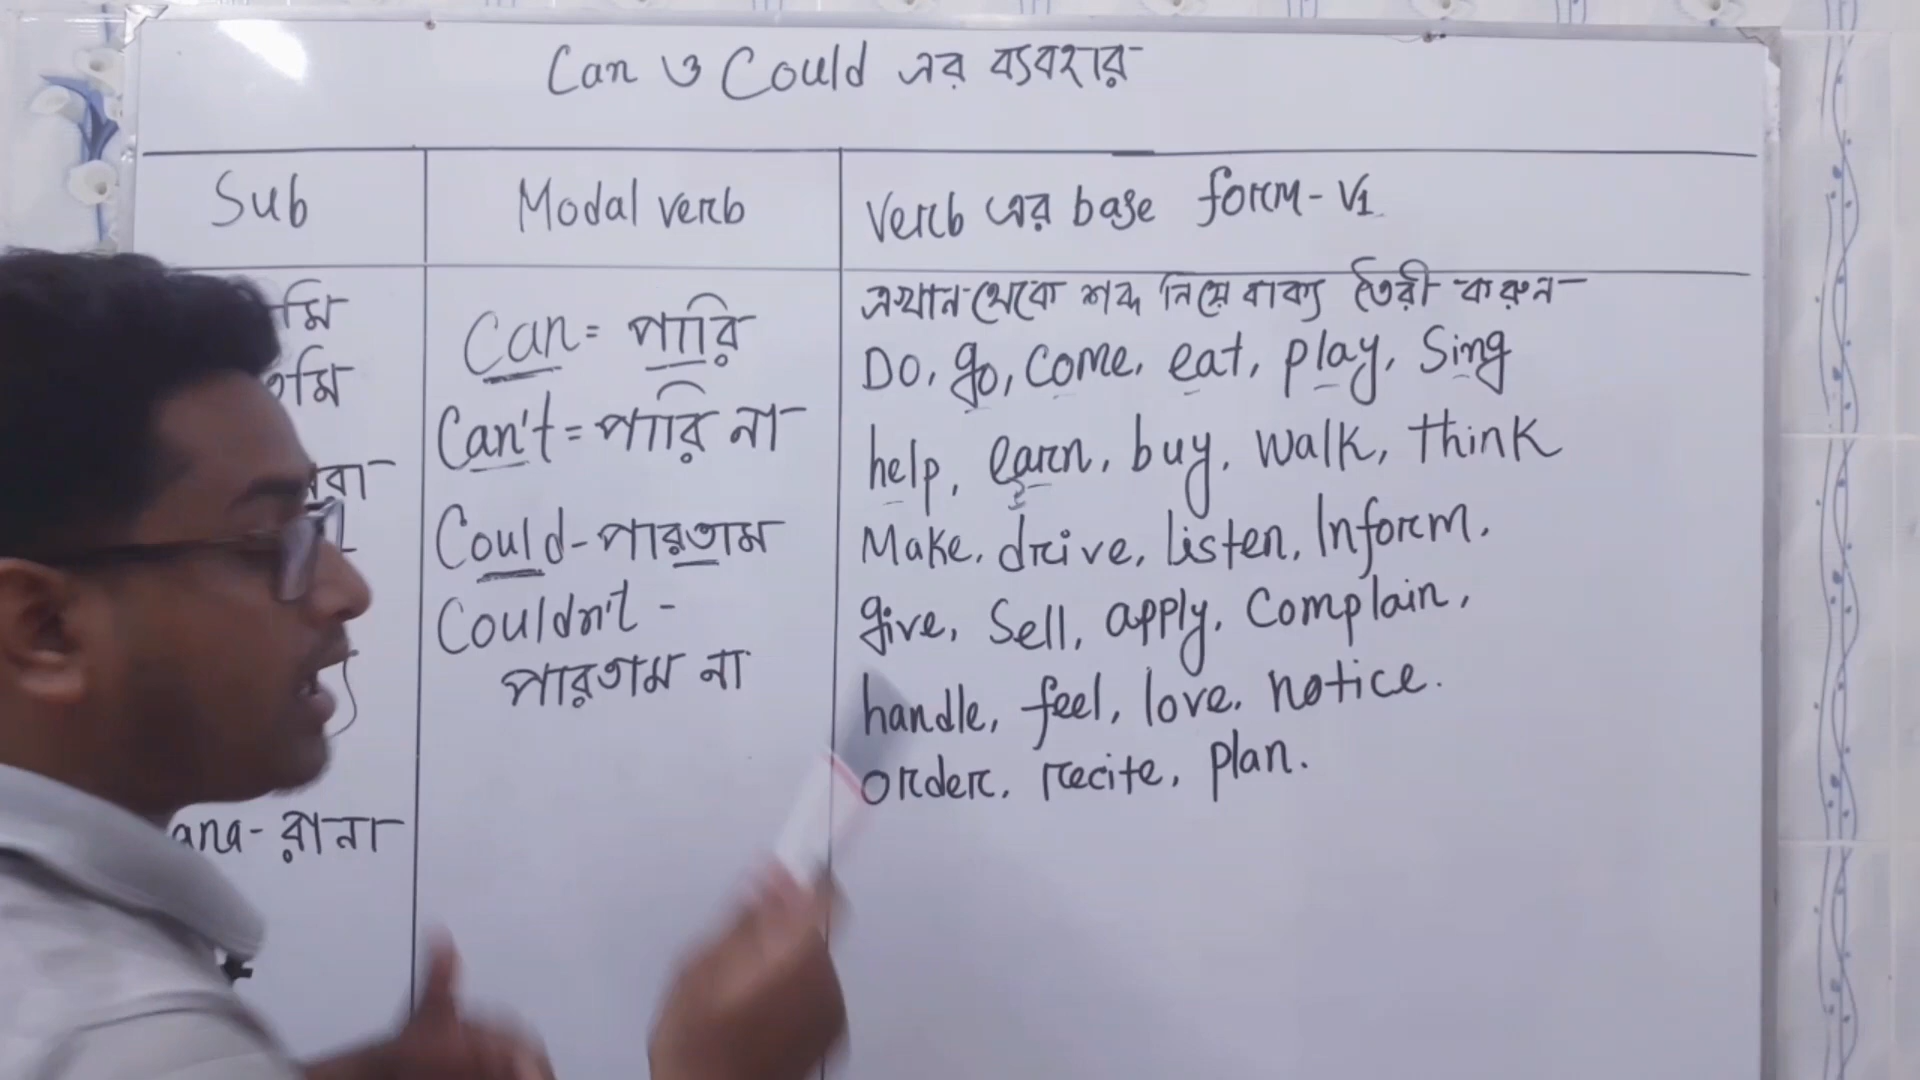 Can ও Could এর ব্যবহার
Sub
Modal verb
Verb এর base form - V1
এখান থেকে শব্দ নিয়ে বাক্য তৈরী করুন
Can = পারি
Do, go, come, eat, play, Sing
Can't = পারি না
help, earn, buy, walk, think
Could - পারতাম
Make, drive, listen, Inform.
Couldn't -
পারতাম না
give, Sell, apply, Complain,
handle, feel, love, notice.
order, recite, plan.
রানা